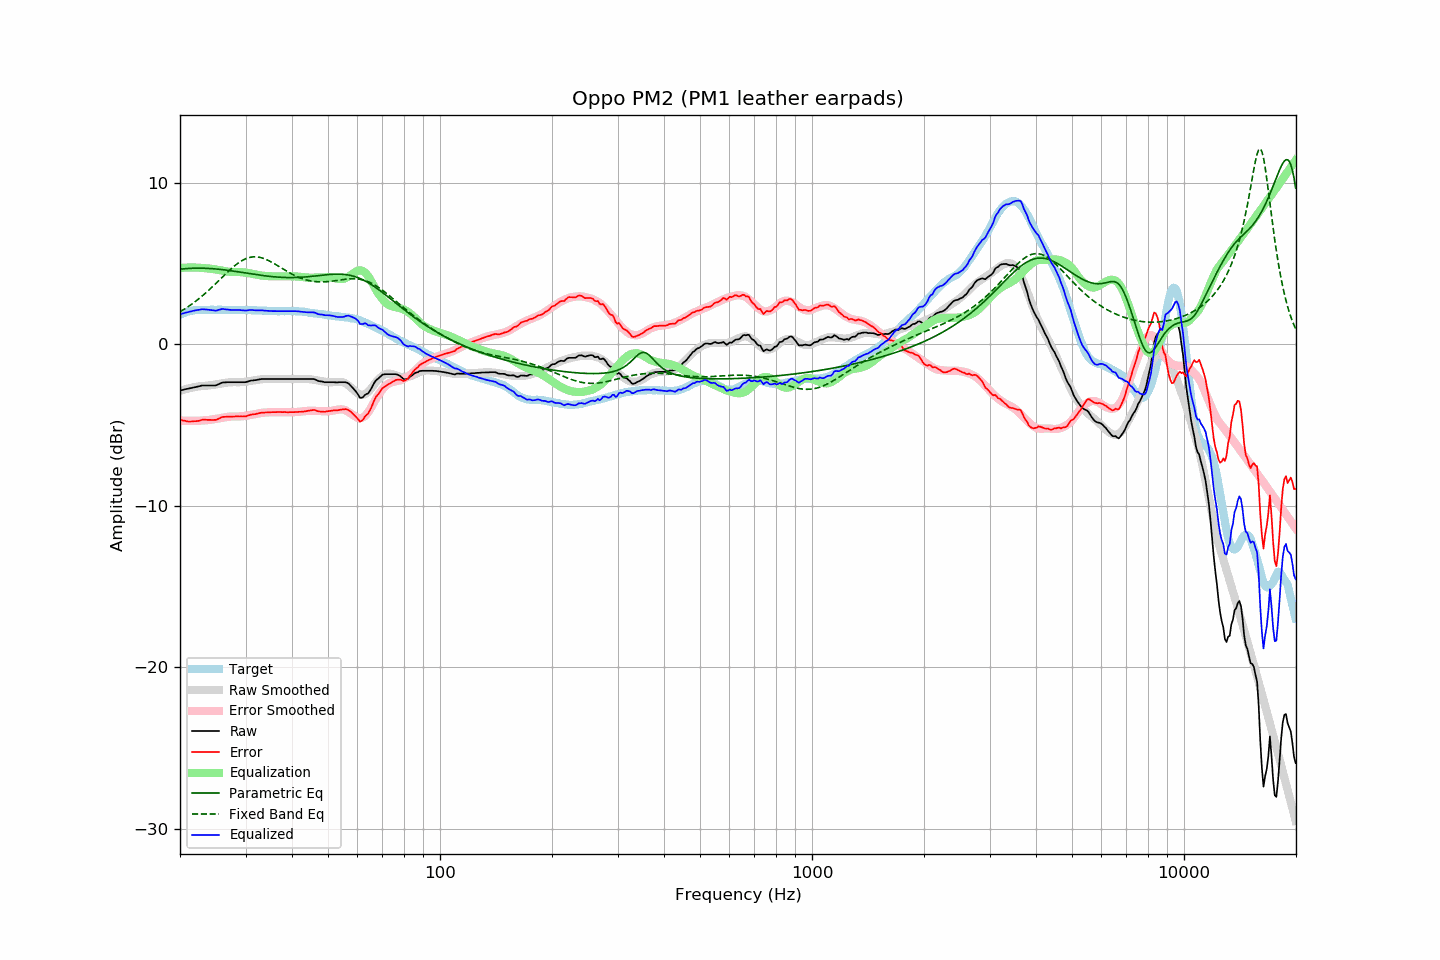 Oppo PM2 (PM1 leather earpads)
Amplitude (dBr)
10
0
−10
−20
−30
Target
Raw Smoothed
Error Smoothed
Raw
Error
Equalization
Parametric Eq
Fixed Band Eq
Equalized
100
1000
10000
Frequency (Hz)